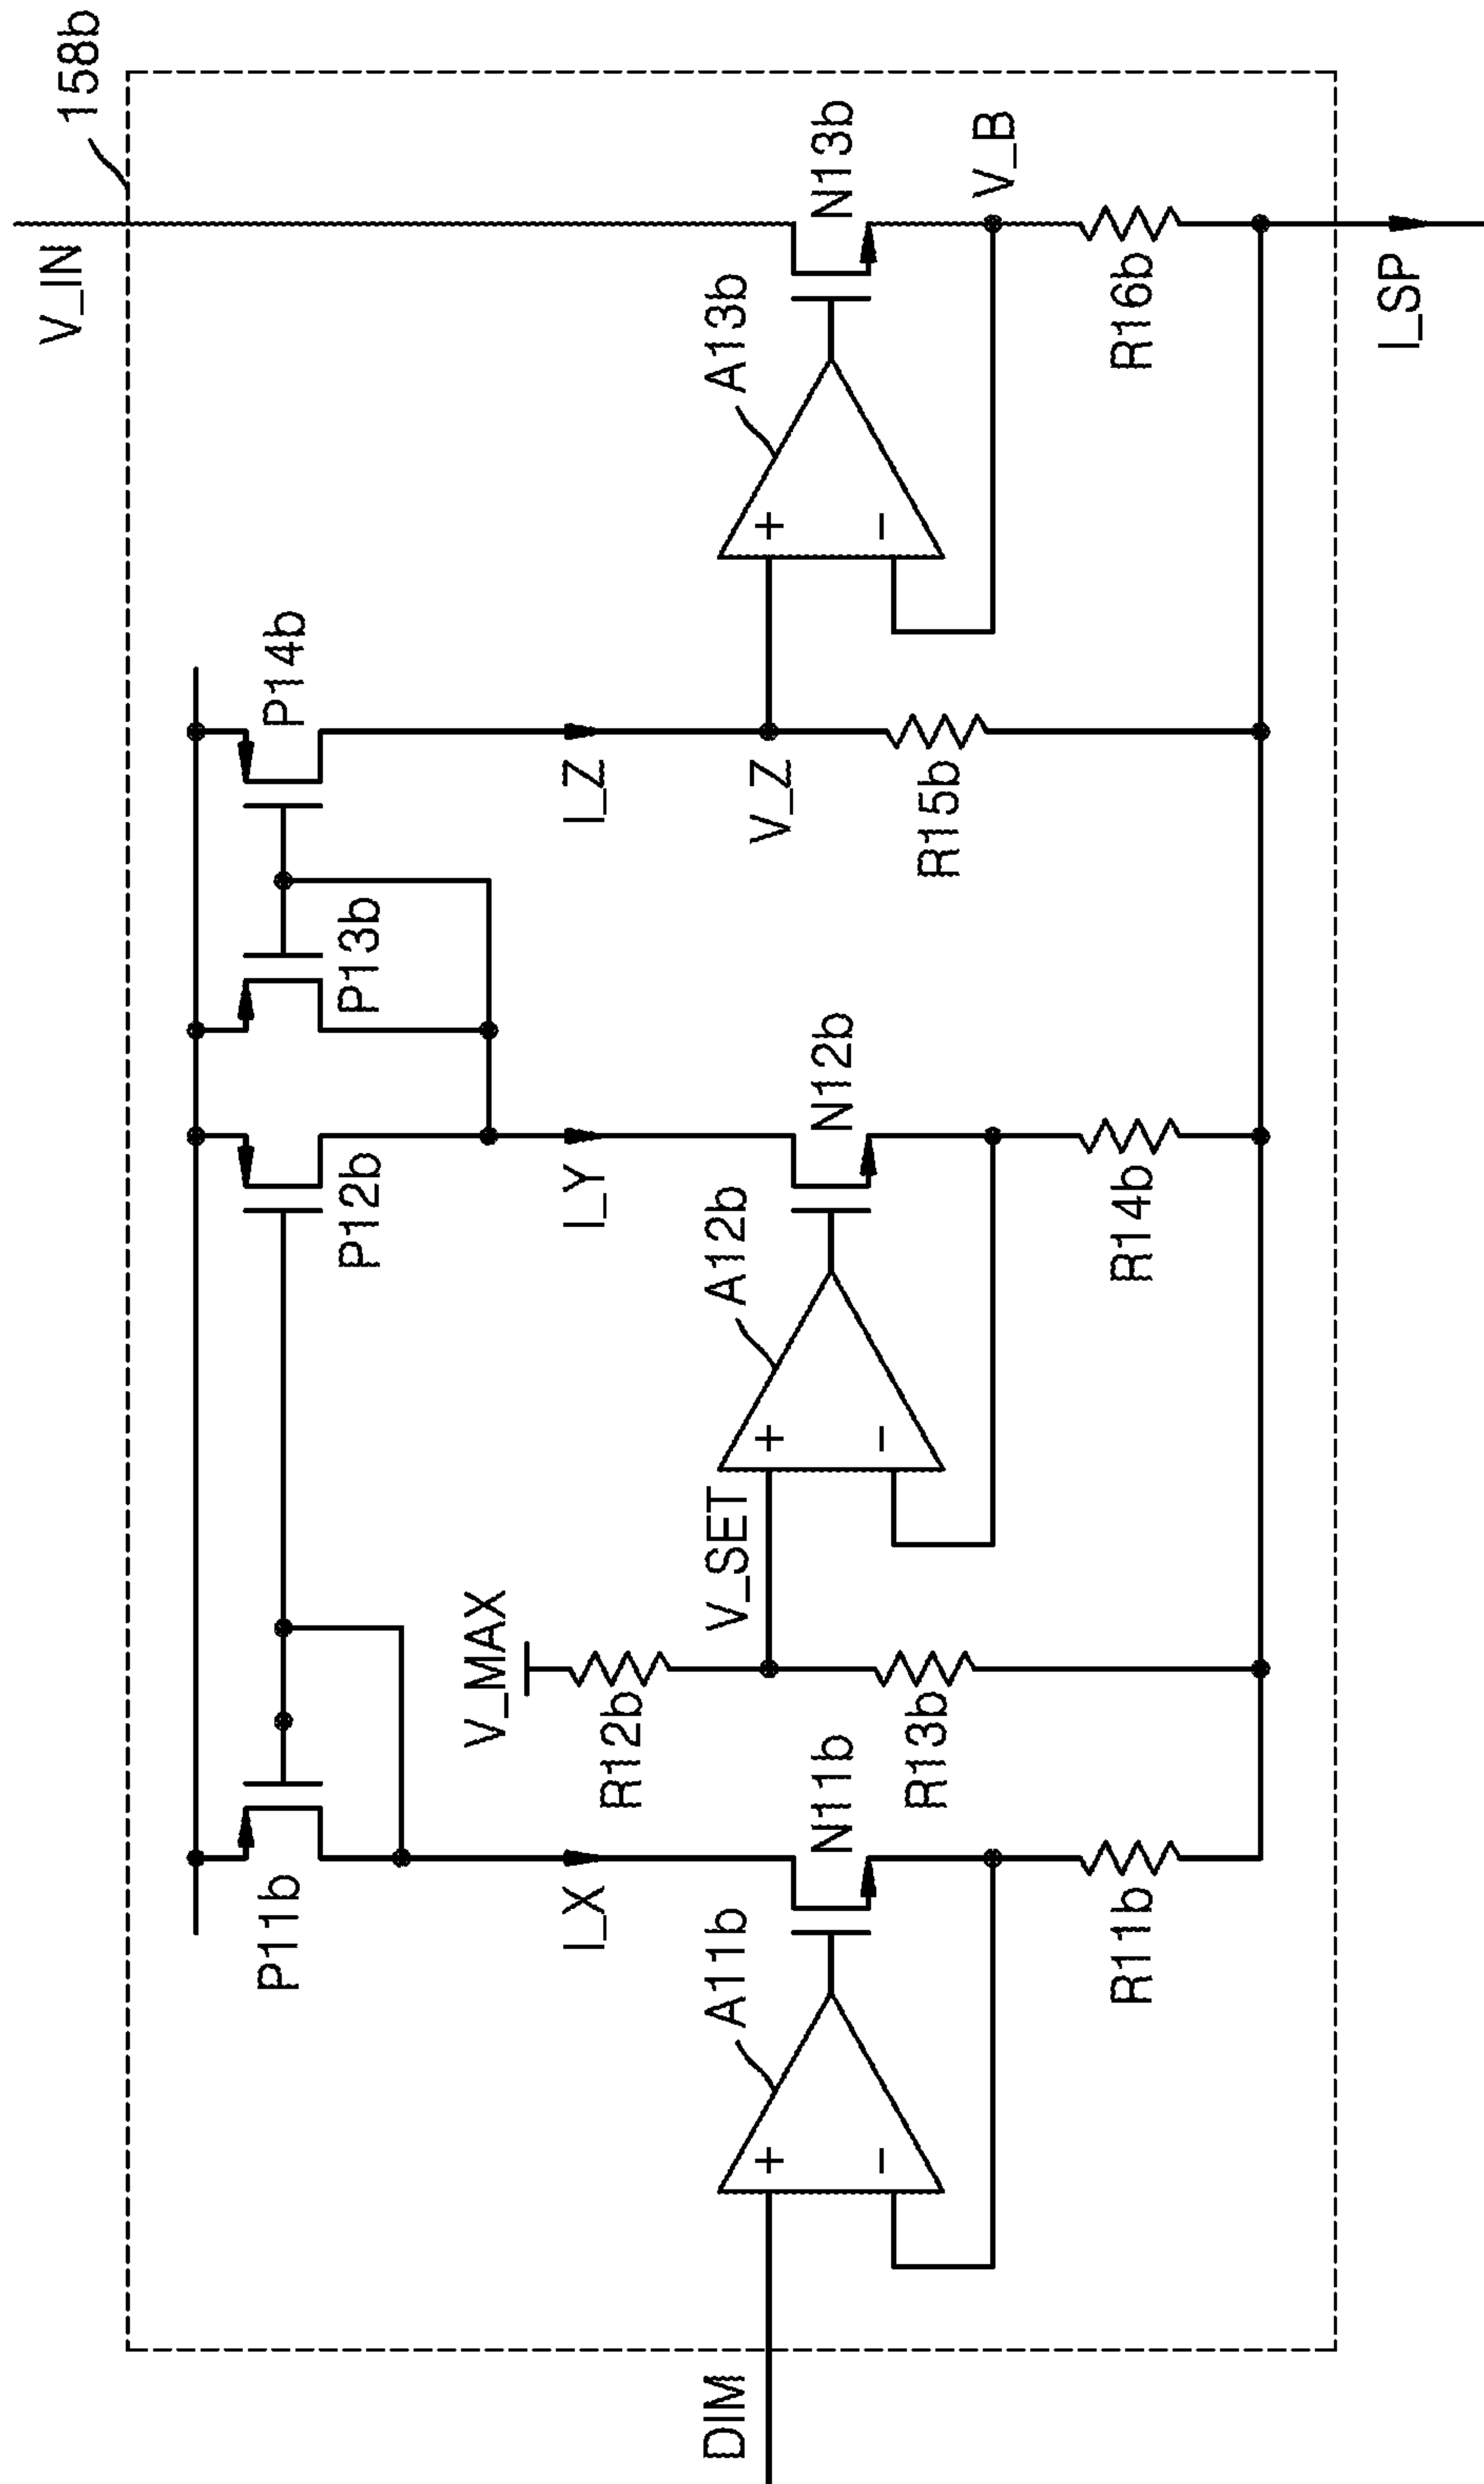 158b
V_IN
P11b
P12b
P13b
P14b
I_X
V_MAX
I_Y
I_Z
R12b
DIM
A11b
V_SET
A12b
V_Z
A13b
+
+
+
N11b
N12b
N13b
-
-
-
R13b
R15b
V_B
R11b
R14b
R16b
I_SP